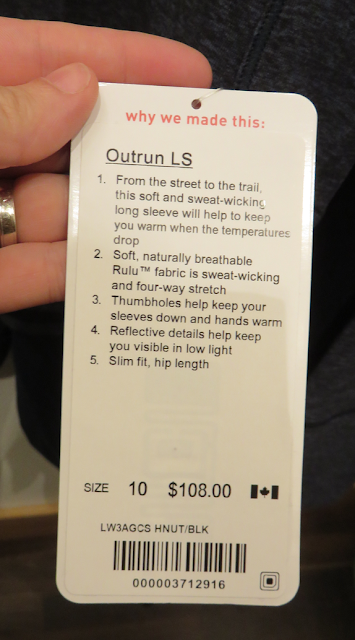 why we made this:
Outrun LS
1. From the street to the trail,
this soft and sweat-wicking
long sleeve will help to keep
you warm when the temperatures
drop
2. Soft, naturally breathable
Rulu™ fabric is sweat-wicking
and four-way stretch
3. Thumbholes help keep your
sleeves down and hands warm
4. Reflective details help keep
you visible in low light
5. Slim fit, hip length
SIZE 10 $108.00
LW3AGCS HNUT/BLK
000003712916